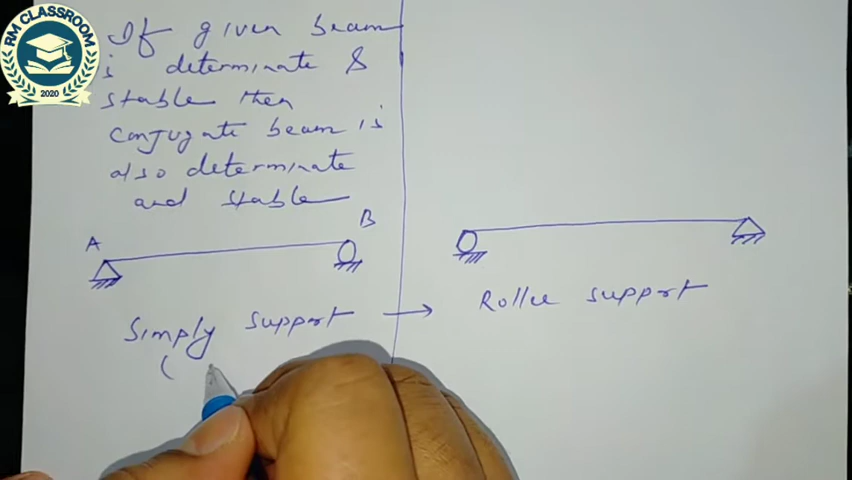 RM CLASSROOM
2020
If given beam
is determinate &
stable then
conjugate beam is
also determinate
and stable
A
B
Simply support →
Roller support
(